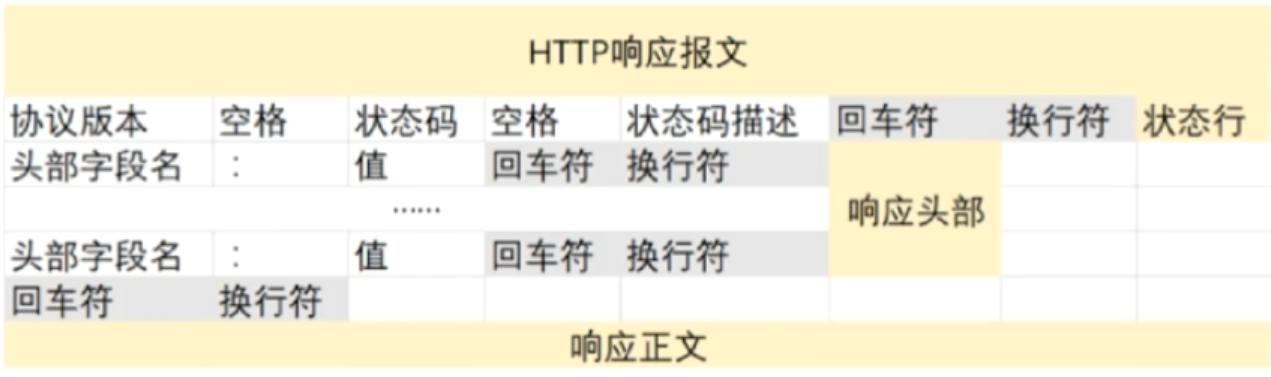 HTTP响应报文
协议版本 空格 状态码 空格 状态码描述 回车符 换行符 状态行
头部字段名 : 值 回车符 换行符
响应头部
……
头部字段名 : 值 回车符 换行符
回车符 换行符
响应正文